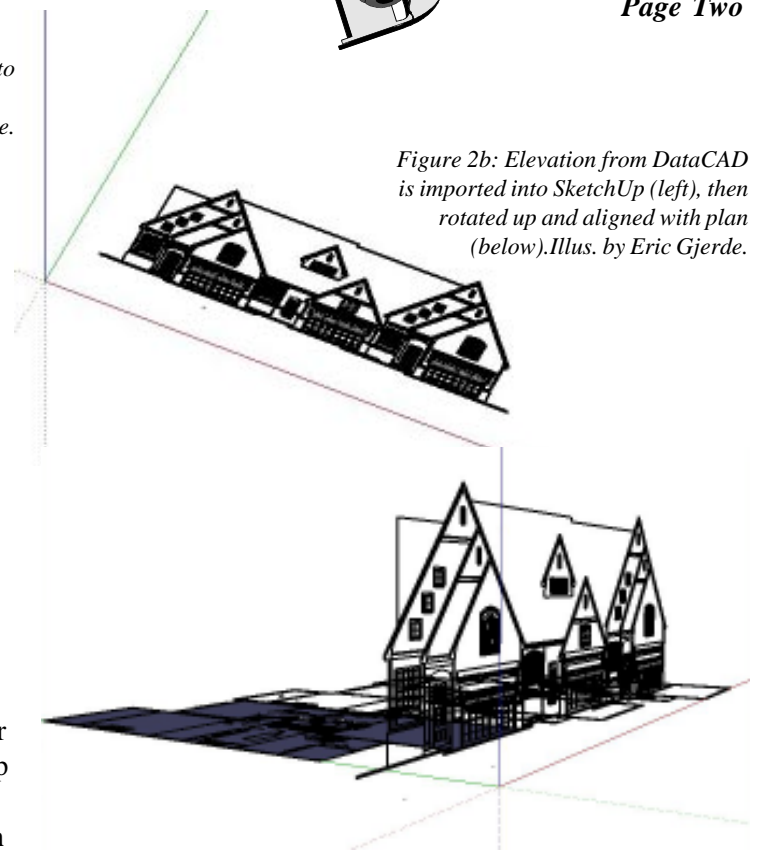 Page Two
to
e.
Figure 2b: Elevation from DataCAD
is imported into SketchUp (left), then
rotated up and aligned with plan
(below).Illus. by Eric Gjerde.
r
p
n